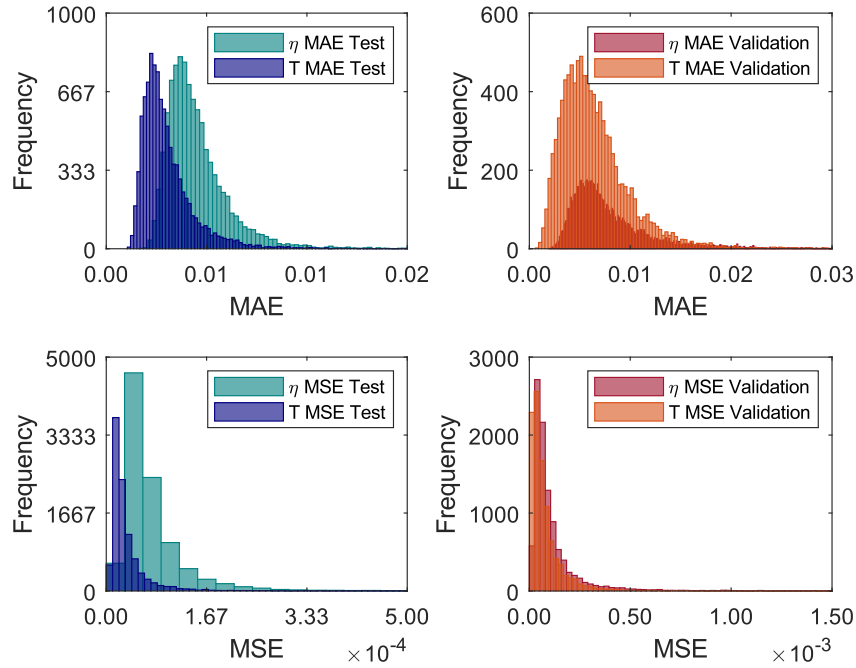 1000
667
333
0
Frequency
η MAE Test
T MAE Test
0.00
0.01
0.01
0.02
MAE
600
400
200
0
Frequency
η MAE Validation
T MAE Validation
0.00
0.01
0.02
0.03
MAE
5000
3333
1667
0
Frequency
η MSE Test
T MSE Test
0.00
1.67
3.33
5.00
MSE
×10⁻⁴
3000
2000
1000
0
Frequency
η MSE Validation
T MSE Validation
0.00
0.50
1.00
1.50
MSE
×10⁻³